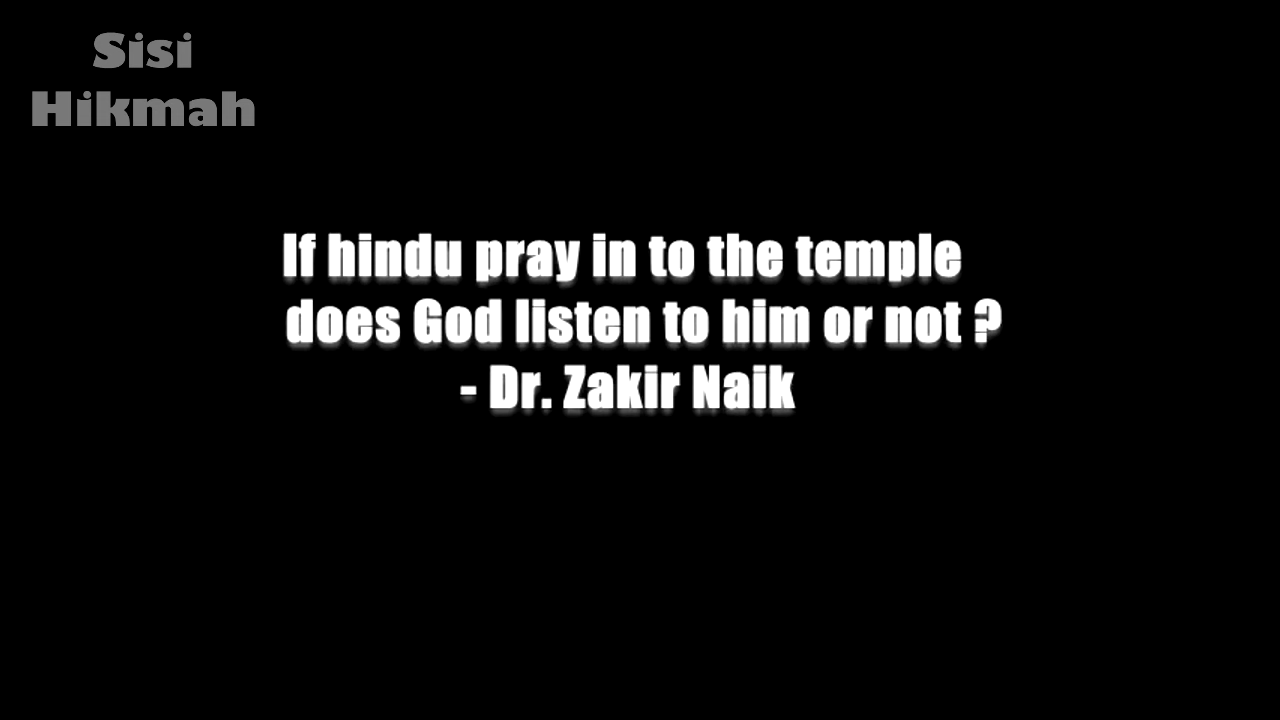 Sisi
Hikmah
If hindu pray in to the temple
does God listen to him or not ?
- Dr. Zakir Naik